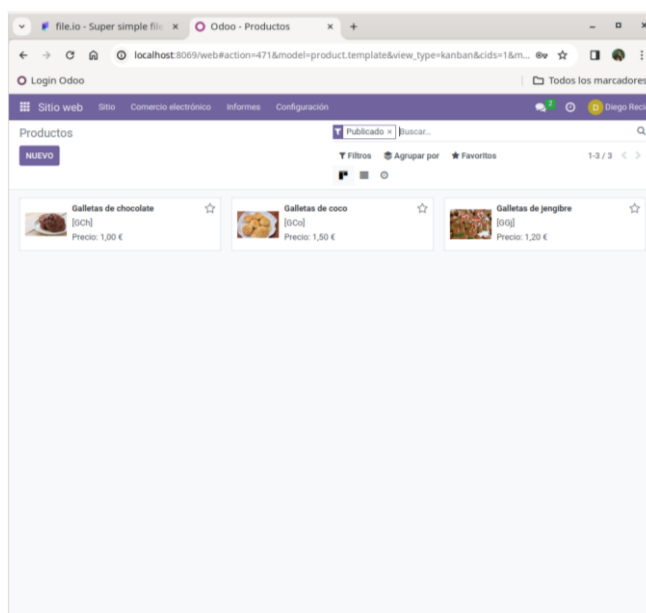 file.io - Super simple file
Odoo - Productos
localhost:8069/web#action=471&model=product.template&view_type=kanban&cids=1&m...
Login Odoo
Todos los marcadores
Sitio web Sitio Comercio electrónico Informes Configuración 2 D Diego Reci
Productos
Publicado × Buscar...
NUEVO
Filtros Agrupar por Favoritos 1-3 / 3
Galletas de chocolate
[GCh]
Precio: 1,00 €
Galletas de coco
[GCo]
Precio: 1,50 €
Galletas de jengibre
[GGj]
Precio: 1,20 €